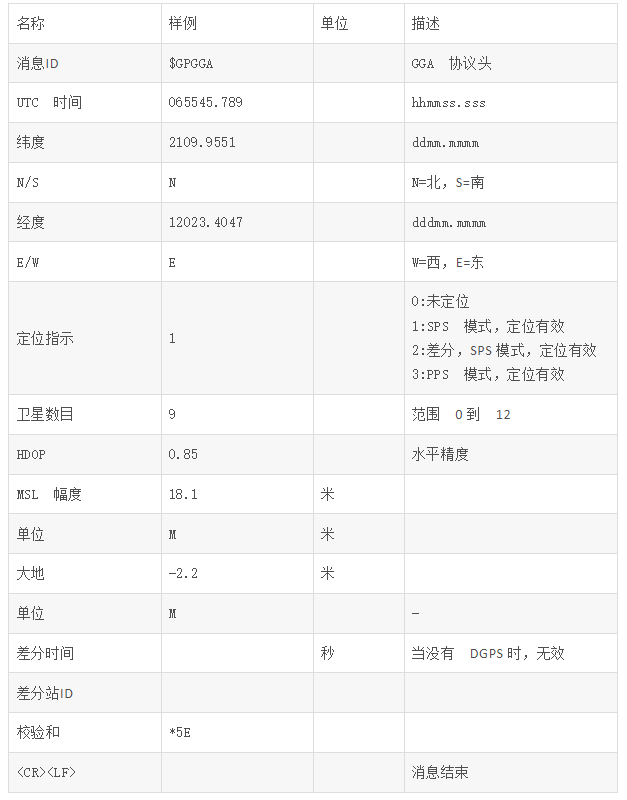 名称 样例 单位 描述
消息ID $GPGGA GGA 协议头
UTC 时间 065545.789 hhmmss.sss
纬度 2109.9551 ddmm.mmmm
N/S N N=北，S=南
经度 12023.4047 dddmm.mmmm
E/W E W=西，E=东
定位指示 1 0:未定位
1:SPS 模式，定位有效
2:差分，SPS 模式，定位有效
3:PPS 模式，定位有效
卫星数目 9 范围 0 到 12
HDOP 0.85 水平精度
MSL 幅度 18.1 米
单位 M 米
大地 -2.2 米
单位 M -
差分时间 秒 当没有 DGPS 时，无效
差分站ID
校验和 *5E
<CR><LF> 消息结束